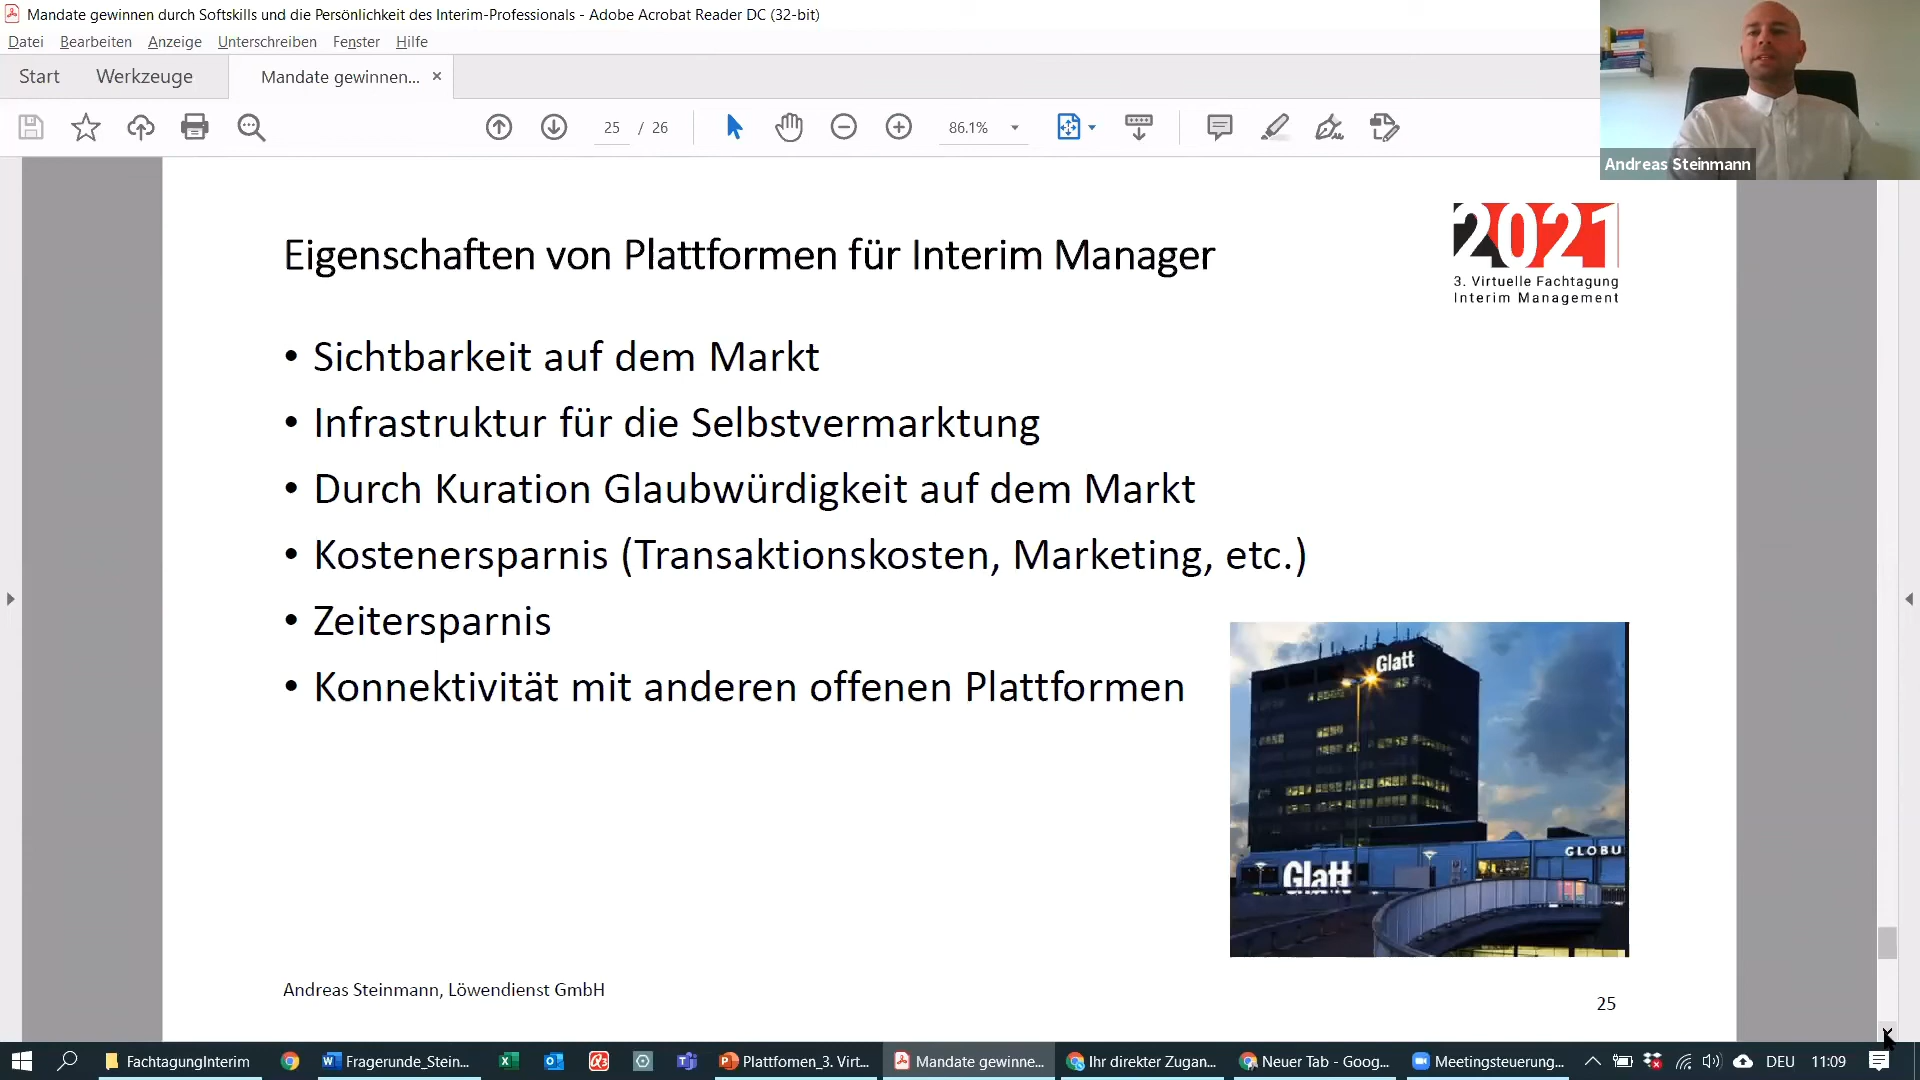 Mandate gewinnen durch Softskills und die Persönlichkeit des Interim-Professionals - Adobe Acrobat Reader DC (32-bit)
Datei Bearbeiten Anzeige Unterschreiben Fenster Hilfe
Start Werkzeuge Mandate gewinnen... ×
25 / 26 86.1%
Andreas Steinmann
2021
3. Virtuelle Fachtagung
Interim Management
Eigenschaften von Plattformen für Interim Manager
• Sichtbarkeit auf dem Markt
• Infrastruktur für die Selbstvermarktung
• Durch Kuration Glaubwürdigkeit auf dem Markt
• Kostenersparnis (Transaktionskosten, Marketing, etc.)
• Zeitersparnis
• Konnektivität mit anderen offenen Plattformen
Glatt
GLOBU
Glatt
Andreas Steinmann, Löwendienst GmbH
25
FachtagungInterim Fragerunde_Stein... Plattfomen_3. Virt... Mandate gewinne... Ihr direkter Zugan... Neuer Tab - Goog... Meetingsteuerung... DEU 11:09